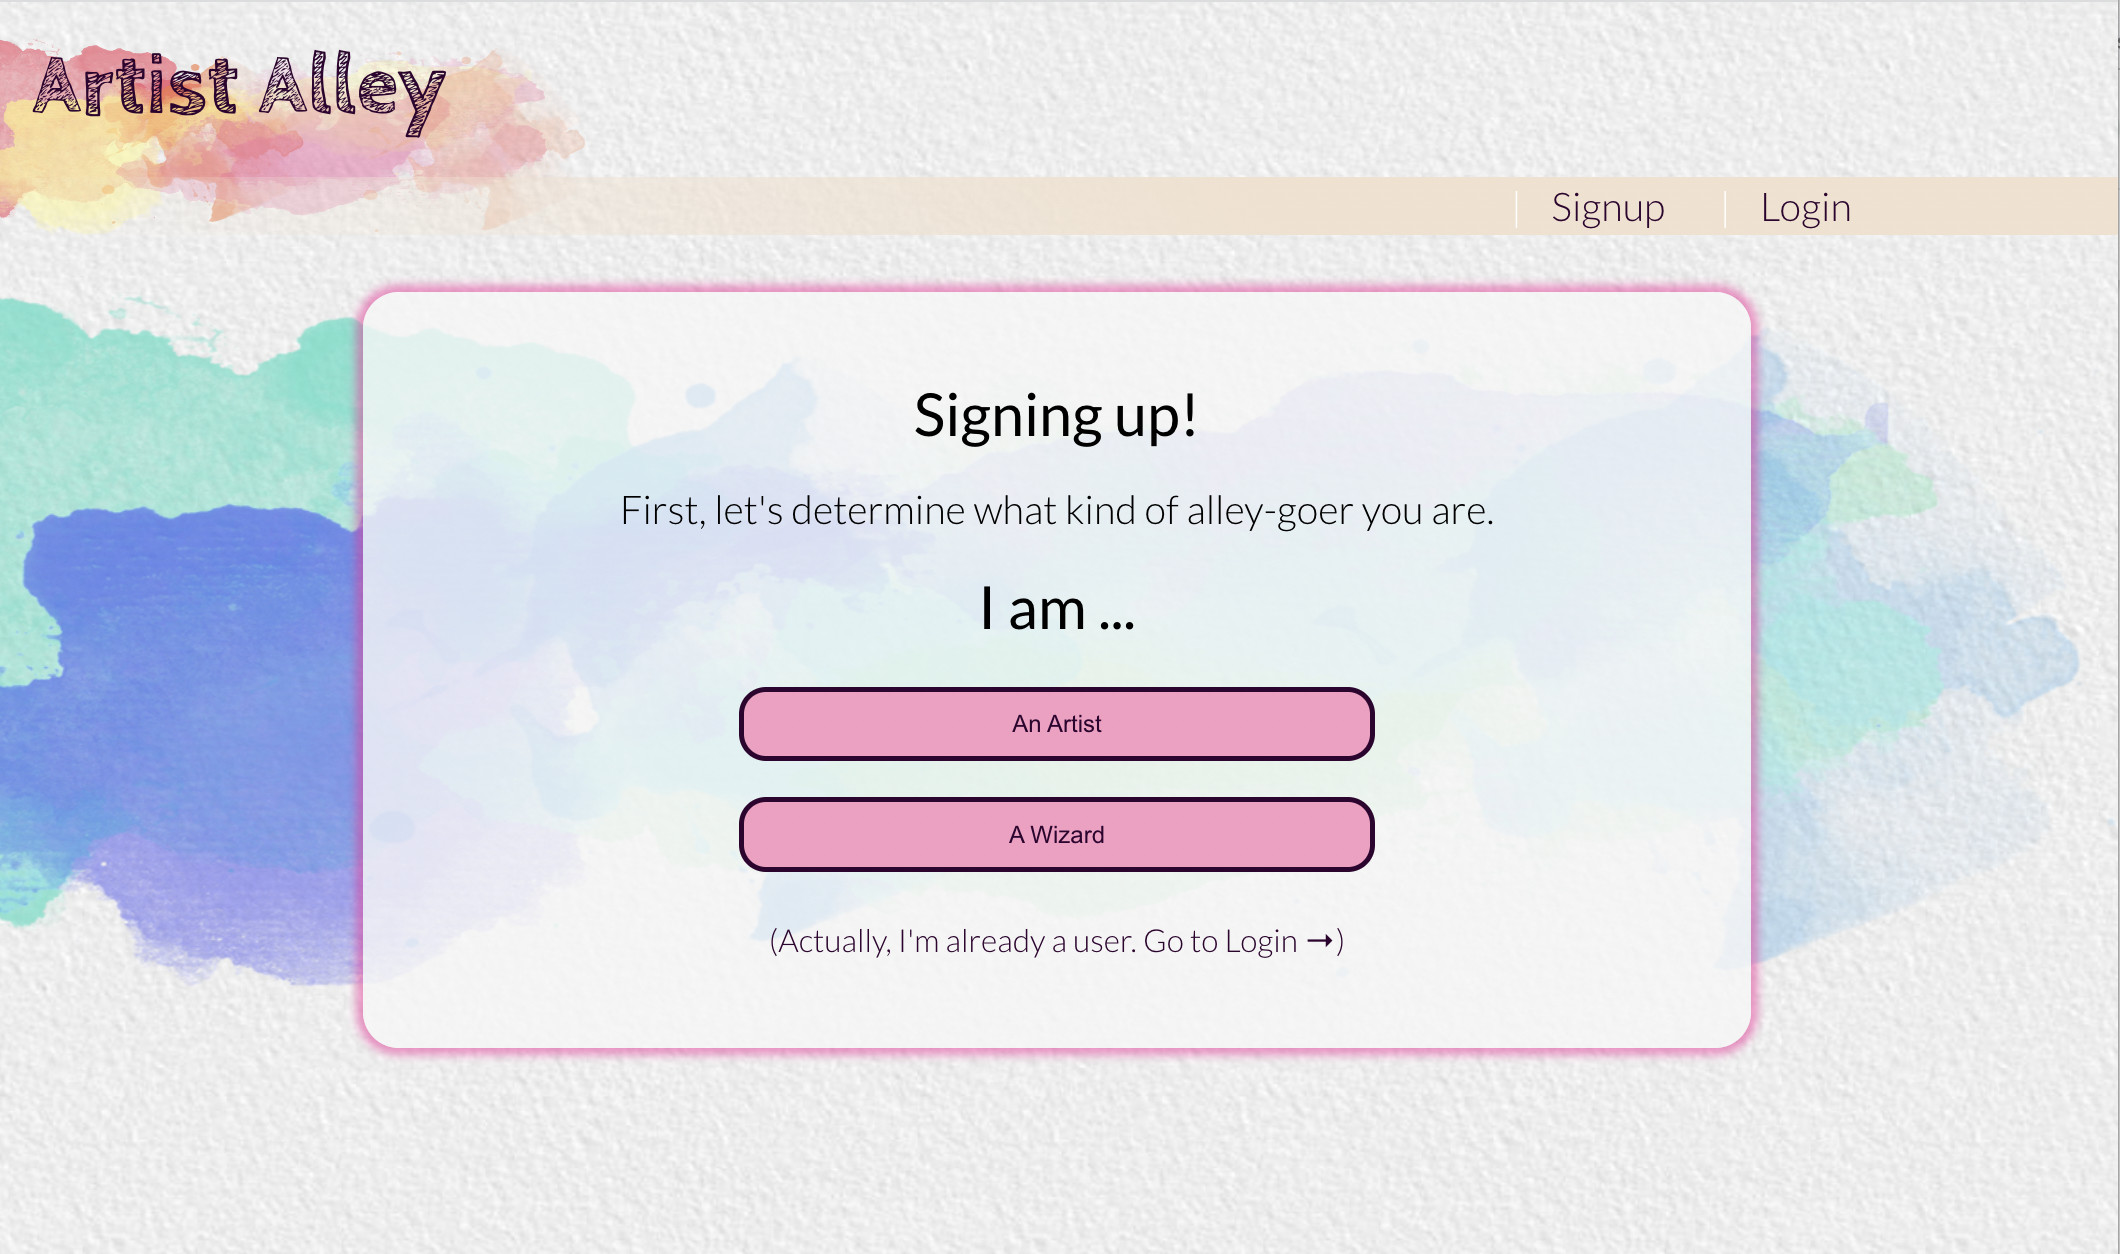 Artist Alley
Signup
Login
Signing up!
First, let's determine what kind of alley-goer you are.
I am ...
An Artist
A Wizard
(Actually, I'm already a user. Go to Login ➞)